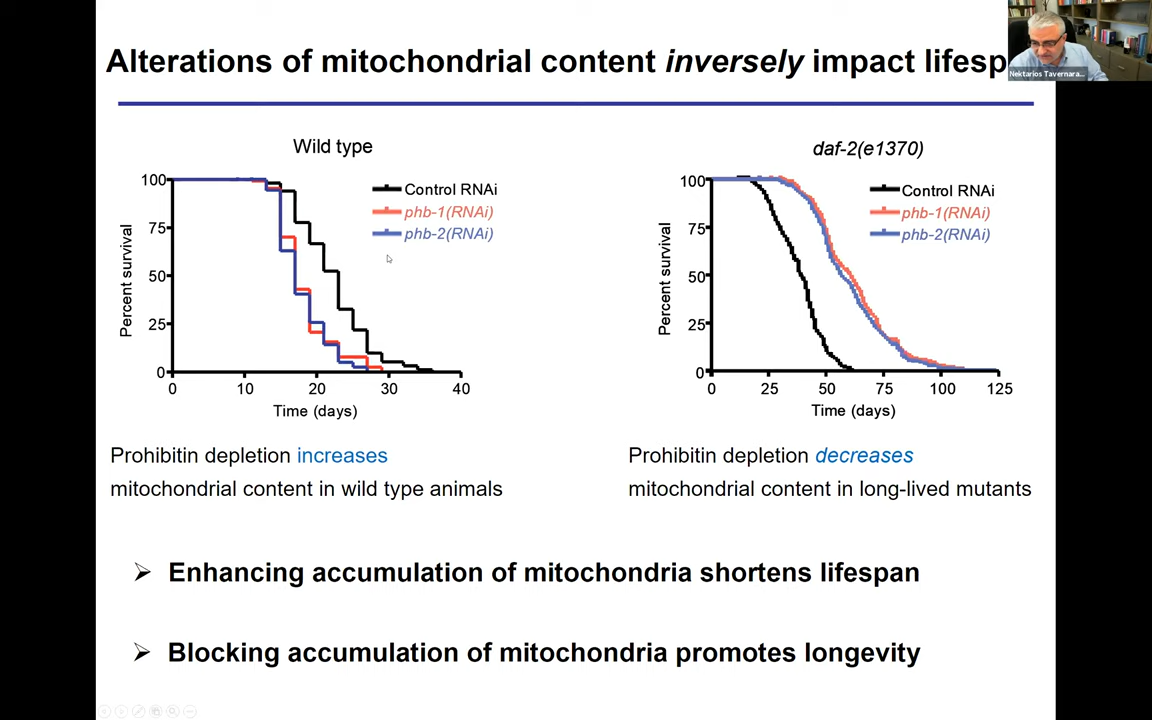 Alterations of mitochondrial content inversely impact lifesp
Nektarios Tavernara...
Wild type
100
75
50
25
0
Percent survival
Control RNAi
phb-1(RNAi)
phb-2(RNAi)
0 10 20 30 40
Time (days)
daf-2(e1370)
100
75
50
25
0
Percent survival
Control RNAi
phb-1(RNAi)
phb-2(RNAi)
0 25 50 75 100 125
Time (days)
Prohibitin depletion increases
mitochondrial content in wild type animals
Prohibitin depletion decreases
mitochondrial content in long-lived mutants
Enhancing accumulation of mitochondria shortens lifespan
Blocking accumulation of mitochondria promotes longevity